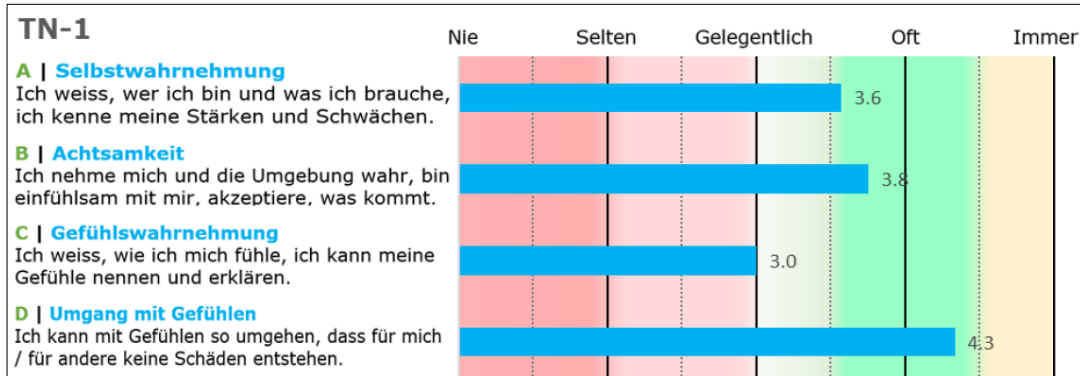 TN-1
Nie Selten Gelegentlich Oft Immer
A | Selbstwahrnehmung
Ich weiss, wer ich bin und was ich brauche,
ich kenne meine Stärken und Schwächen.
3.6
B | Achtsamkeit
Ich nehme mich und die Umgebung wahr, bin
einfühlsam mit mir, akzeptiere, was kommt.
3.8
C | Gefühlswahrnehmung
Ich weiss, wie ich mich fühle, ich kann meine
Gefühle nennen und erklären.
3.0
D | Umgang mit Gefühlen
Ich kann mit Gefühlen so umgehen, dass für mich
/ für andere keine Schäden entstehen.
4.3